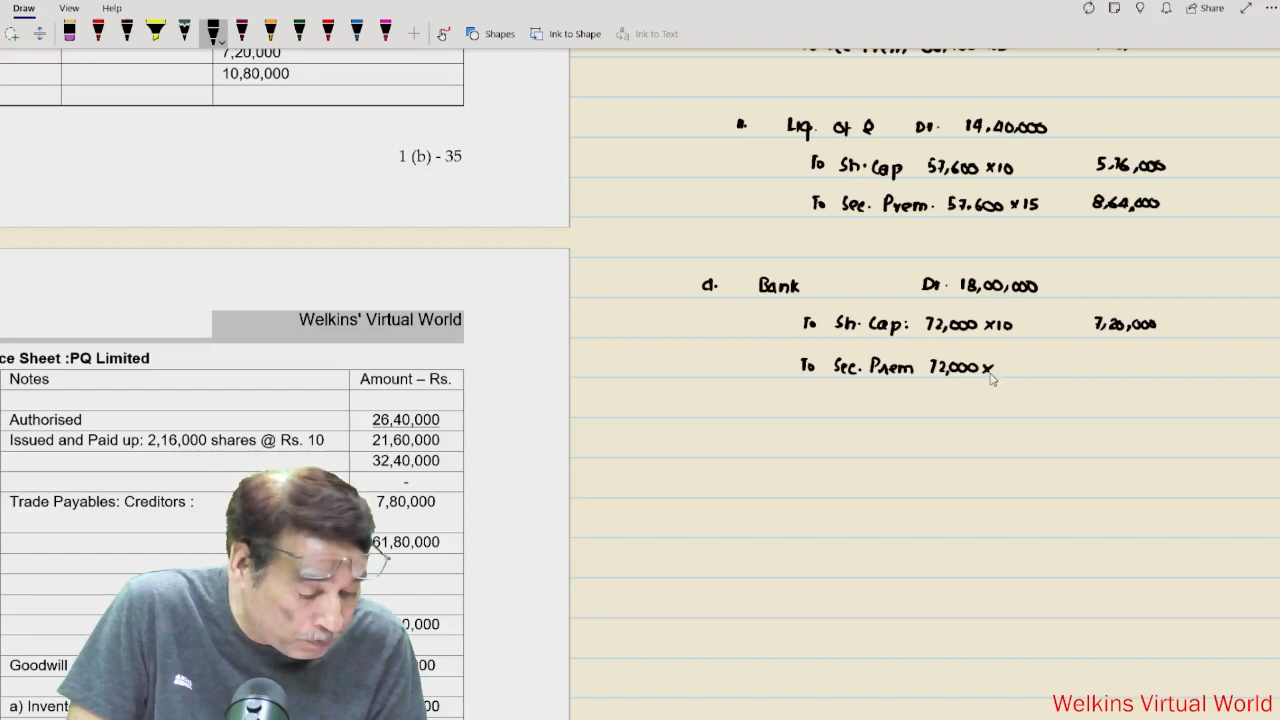 Draw View Help
Share
Shapes Ink to Shape Ink to Text
7,20,000
10,80,000
1 (b) - 35
Liq. of Q Dr. 14,40,000
To Sh. Cap 57,600 x 10 5,76,000
To Sec. Prem. 57,600 x 15 8,64,000
Welkins' Virtual World
ce Sheet :PQ Limited
Notes Amount – Rs.
Authorised 26,40,000
Issued and Paid up: 2,16,000 shares @ Rs. 10 21,60,000
32,40,000
-
Trade Payables: Creditors : 7,80,000
61,80,000
0,000
Goodwill 00
a) Invent 00
d. Bank Dr. 18,00,000
To Sh. Cap: 72,000 x 10 7,20,000
To Sec. Prem 72,000 x
Welkins Virtual World